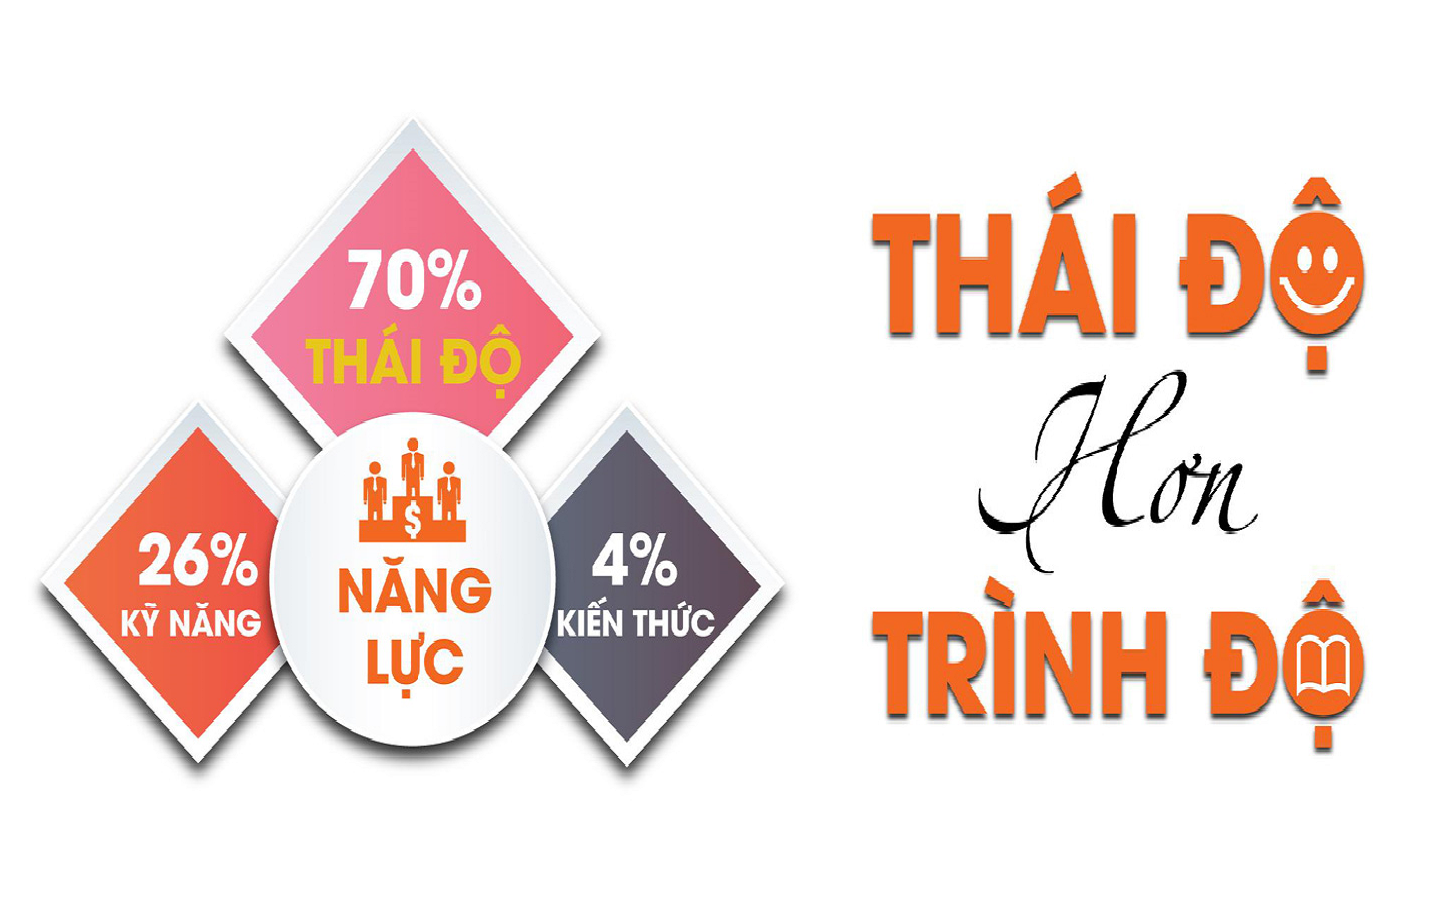 70%
THÁI ĐỘ
26%
KỸ NĂNG
$
NĂNG
LỰC
4%
KIẾN THỨC
THÁI ĐỘ
Hơn
TRÌNH ĐỘ